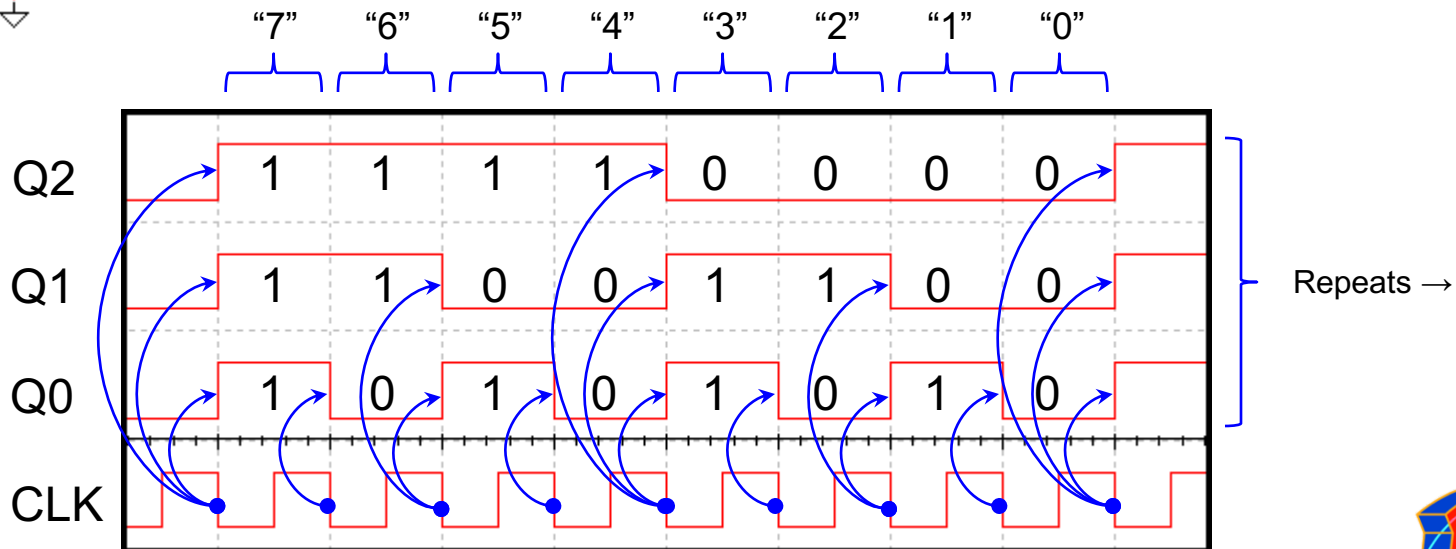 “7” “6” “5” “4” “3” “2” “1” “0”
Q2 1 1 1 1 0 0 0 0
Q1 1 1 0 0 1 1 0 0
Repeats →
Q0 1 0 1 0 1 0 1 0
CLK